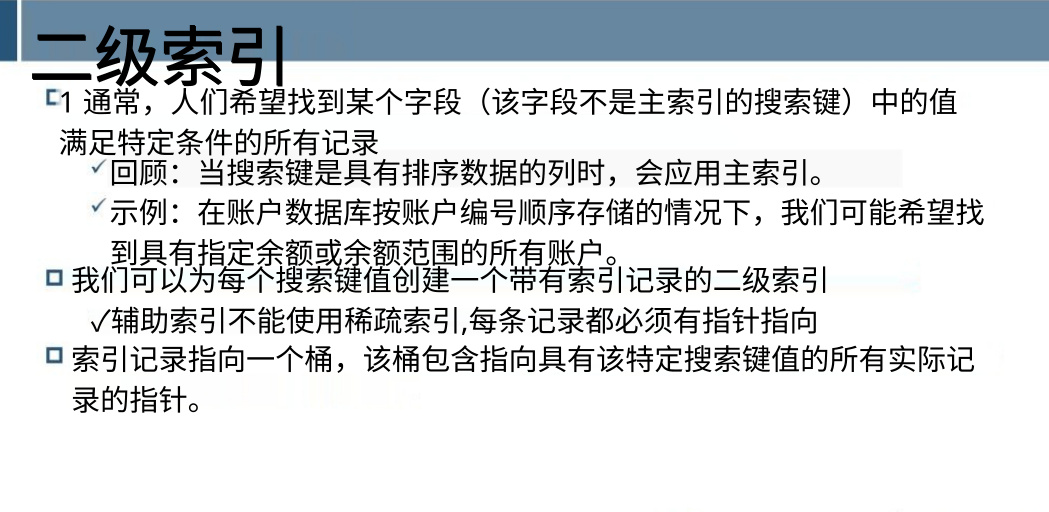 二级索引
1 通常，人们希望找到某个字段（该字段不是主索引的搜索键）中的值
满足特定条件的所有记录
✓回顾：当搜索键是具有排序数据的列时，会应用主索引。
✓示例：在账户数据库按账户编号顺序存储的情况下，我们可能希望找
到具有指定余额或余额范围的所有账户。
我们可以为每个搜索键值创建一个带有索引记录的二级索引
✓辅助索引不能使用稀疏索引,每条记录都必须有指针指向
索引记录指向一个桶，该桶包含指向具有该特定搜索键值的所有实际记
录的指针。